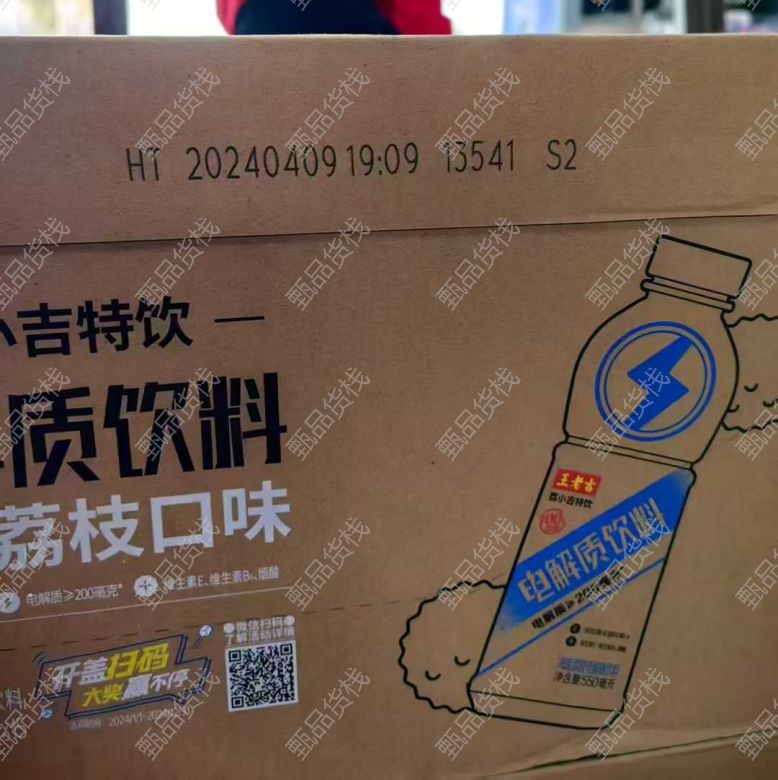 HT 20240409 19:09 13541 S2
小吉特饮 —
质饮料
荔枝口味
电解质≥200毫克*
维生素E、维生素B₆、烟酸
开盖扫码
大奖赢不停
微信扫码
了解活动详情
王老吉
荔小吉特饮
电解质饮料
净含量:550毫升
甄品货栈